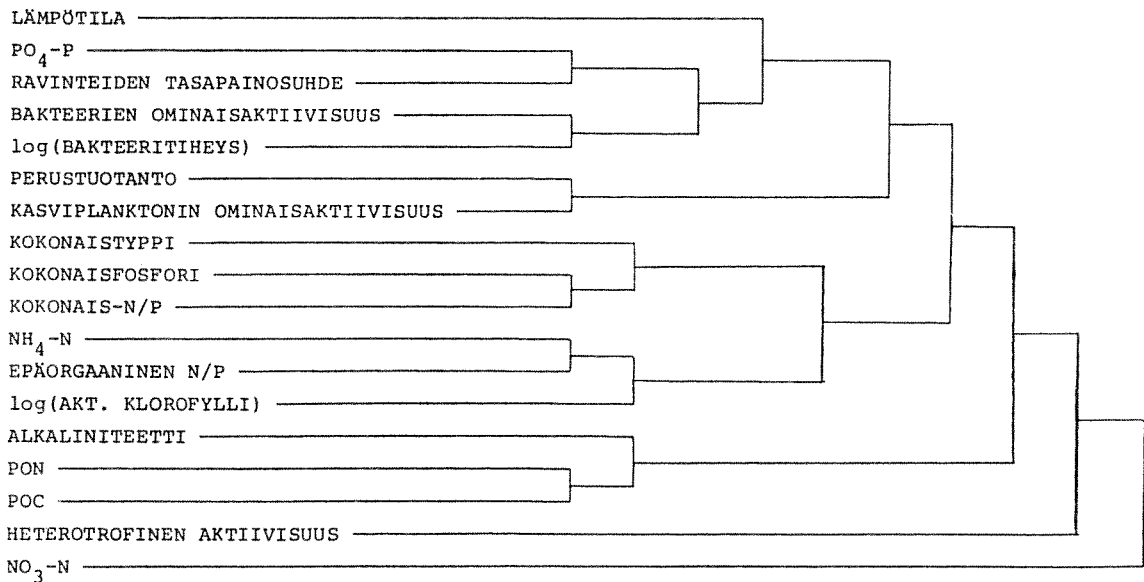 LÄMPÖTILA
PO4-P
RAVINTEIDEN TASAPAINOSUHDE
BAKTEERIEN OMINAISAKTIIVISUUS
log(BAKTEERITIHEYS)
PERUSTUOTANTO
KASVIPLANKTONIN OMINAISAKTIIVISUUS
KOKONAISTYPPI
KOKONAISFOSFORI
KOKONAIS-N/P
NH4-N
EPÄORGAANINEN N/P
log(AKT. KLOROFYLLI)
ALKALINITEETTI
PON
POC
HETEROTROFINEN AKTIIVISUUS
NO3-N